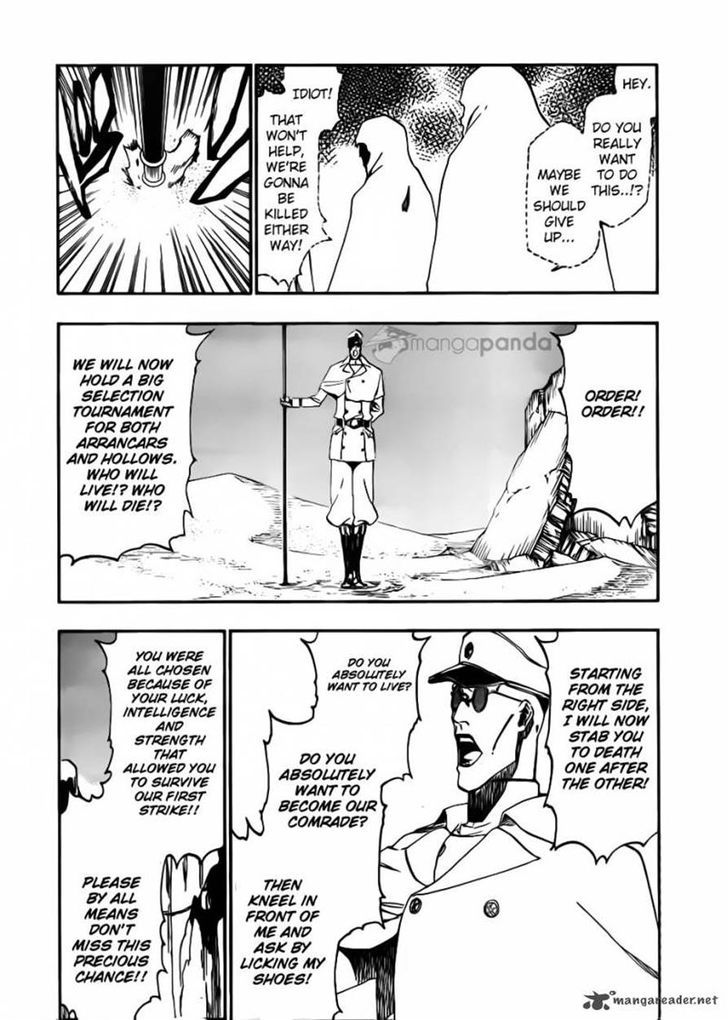 HEY.
DO YOU
REALLY
WANT
TO DO
THIS..!?
MAYBE
WE
SHOULD
GIVE
UP...
IDIOT!
THAT
WON'T
HELP,
WE'RE
GONNA
BE
KILLED
EITHER
WAY!
mangapanda
ORDER!
ORDER!!
WE WILL NOW
HOLD A BIG
SELECTION
TOURNAMENT
FOR BOTH
ARRANCARS
AND HOLLOWS.
WHO WILL
LIVE!? WHO
WILL DIE!?
STARTING
FROM THE
RIGHT SIDE,
I WILL NOW
STAB YOU
TO DEATH
ONE AFTER
THE OTHER!
DO YOU
ABSOLUTELY
WANT TO LIVE?
DO YOU
ABSOLUTELY
WANT TO
BECOME OUR
COMRADE?
THEN
KNEEL IN
FRONT OF
ME AND
ASK BY
LICKING MY
SHOES!
YOU WERE
ALL CHOSEN
BECAUSE OF
YOUR LUCK,
INTELLIGENCE
AND
STRENGTH
THAT
ALLOWED YOU
TO SURVIVE
OUR FIRST
STRIKE!!
PLEASE
BY ALL
MEANS
DON'T
MISS THIS
PRECIOUS
CHANCE!!
mangareader.net